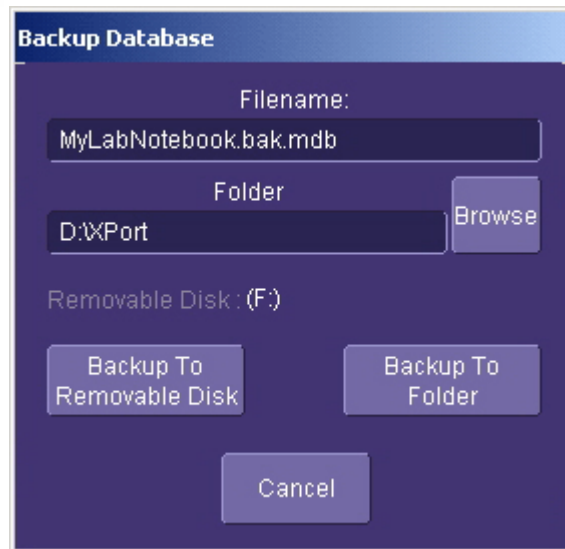 Backup Database
Filename:
MyLabNotebook.bak.mdb
Folder
D:\XPort
Browse
Removable Disk : (F:)
Backup To
Removable Disk
Backup To
Folder
Cancel